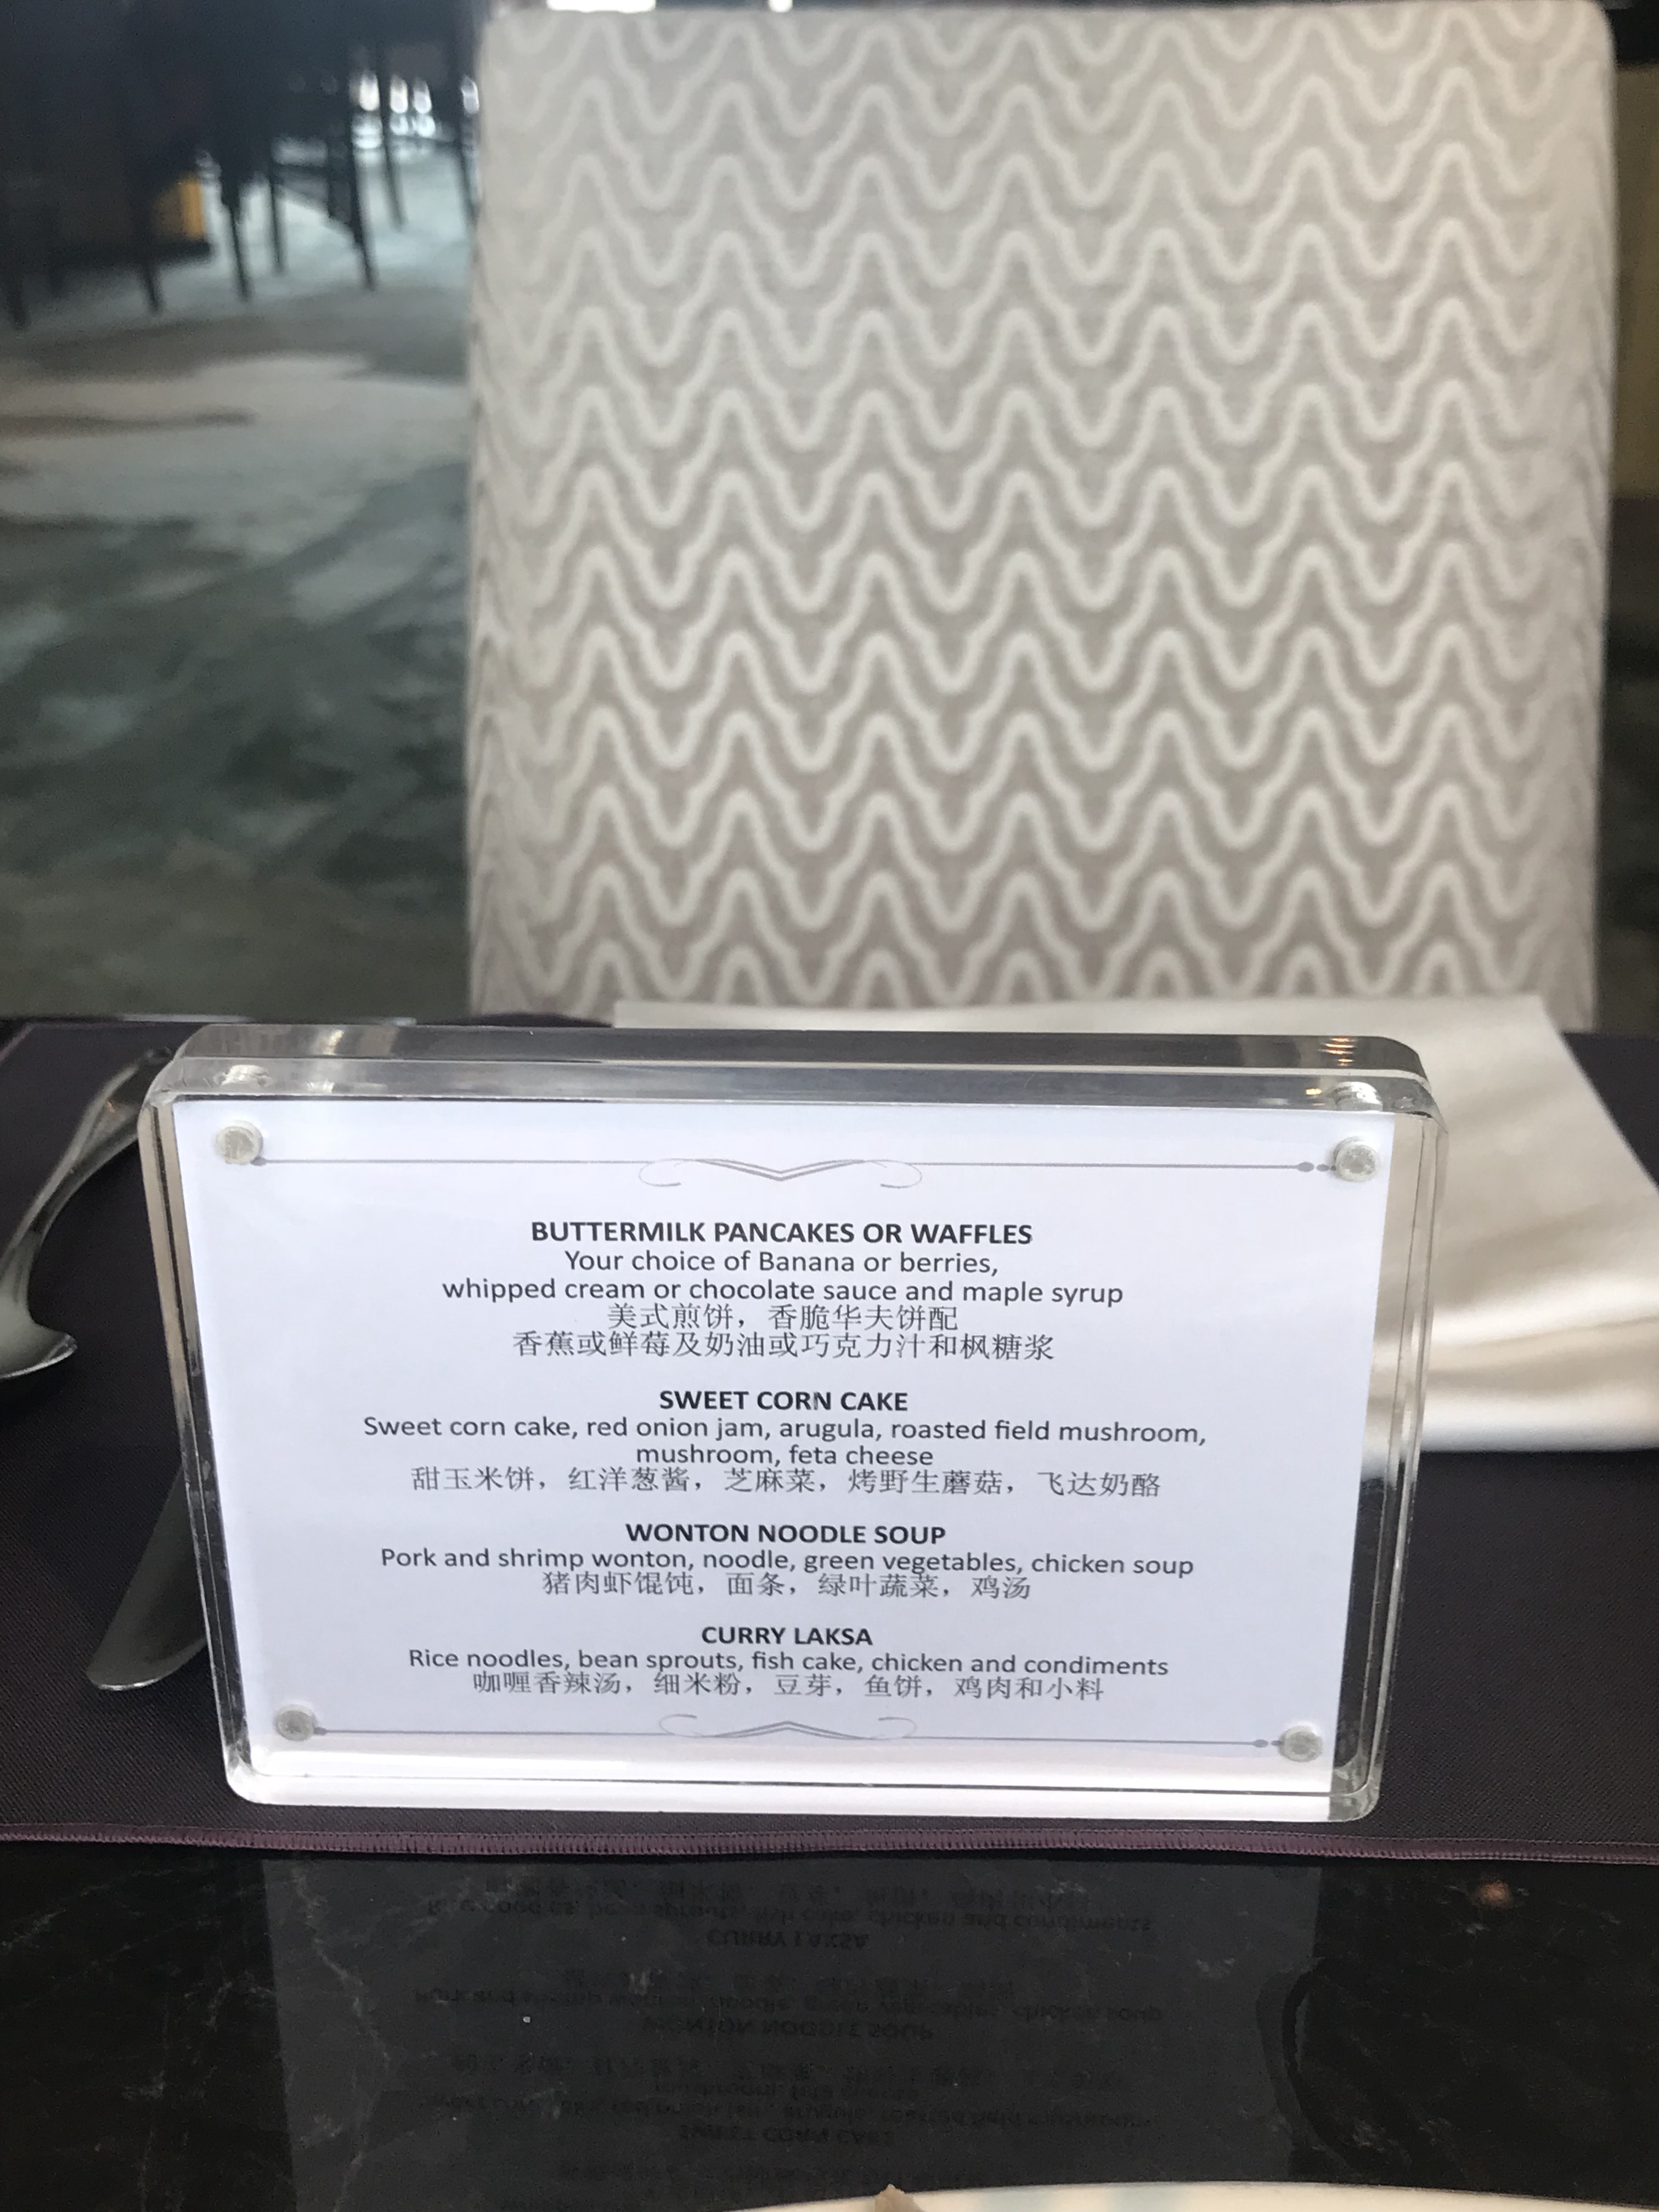 BUTTERMILK PANCAKES OR WAFFLES
Your choice of Banana or berries,
whipped cream or chocolate sauce and maple syrup
美式煎饼，香脆华夫饼配
香蕉或鲜莓及奶油或巧克力汁和枫糖浆
SWEET CORN CAKE
Sweet corn cake, red onion jam, arugula, roasted field mushroom,
mushroom, feta cheese
甜玉米饼，红洋葱酱，芝麻菜，烤野生蘑菇，飞达奶酪
WONTON NOODLE SOUP
Pork and shrimp wonton, noodle, green vegetables, chicken soup
猪肉虾馄饨，面条，绿叶蔬菜，鸡汤
CURRY LAKSA
Rice noodles, bean sprouts, fish cake, chicken and condiments
咖喱香辣汤，细米粉，豆芽，鱼饼，鸡肉和小料